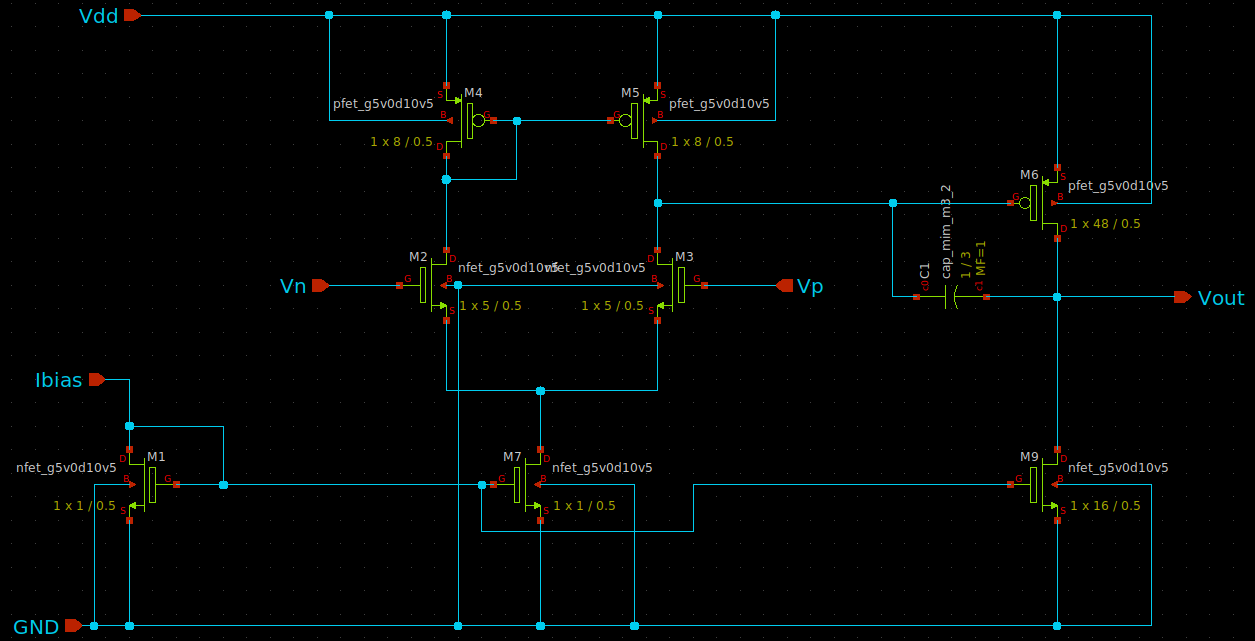 Vdd
S
M4
pfet_g5v0d10v5
B
G
1 x 8 / 0.5
D
S
M5
pfet_g5v0d10v5
G
B
1 x 8 / 0.5
D
M6
S
pfet_g5v0d10v5
G
B
1 x 48 / 0.5
D
M2
D
nfet_g5v0d10v5
G
B
1 x 5 / 0.5
S
Vn
M3
D
nfet_g5v0d10v5
B
G
1 x 5 / 0.5
S
Vp
C1
cap_mim_m3_2
1 / 3
MF=1
c0
c1
Vout
Ibias
M1
D
nfet_g5v0d10v5
B
G
1 x 1 / 0.5
S
M7
D
nfet_g5v0d10v5
G
B
1 x 1 / 0.5
S
M9
D
nfet_g5v0d10v5
G
B
1 x 16 / 0.5
S
GND